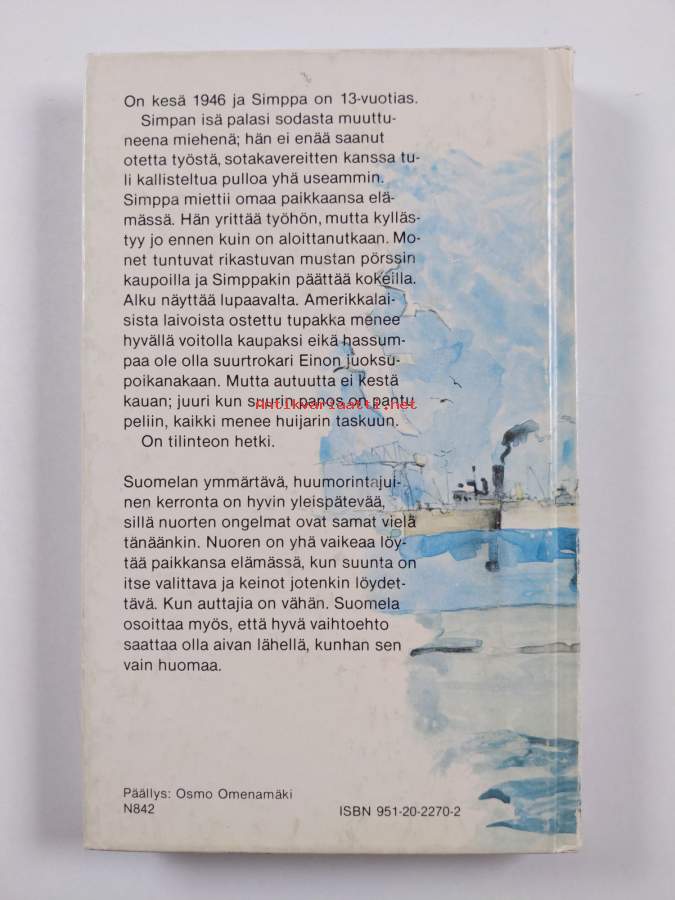 On kesä 1946 ja Simppa on 13-vuotias.
Simpan isä palasi sodasta muuttu-
neena miehenä; hän ei enää saanut
otetta työstä, sotakavereitten kanssa tu-
li kallisteltua pulloa yhä useammin.
Simppa miettii omaa paikkaansa elä-
mässä. Hän yrittää työhön, mutta kylläs-
tyy jo ennen kuin on aloittanutkaan. Mo-
net tuntuvat rikastuvan mustan pörssin
kaupoilla ja Simppakin päättää kokeilla.
Alku näyttää lupaavalta. Amerikkalai-
sista laivoista ostettu tupakka menee
hyvällä voitolla kaupaksi eikä hassum-
paa ole olla suurtrokari Einon juoksu-
poikanakaan. Mutta autuutta ei kestä
kauan; juuri kun suurin panos on pantu
Antikvariaatti.net
peliin, kaikki menee huijarin taskuun.
On tilinteon hetki.
Suomelan ymmärtävä, huumorintajui-
nen kerronta on hyvin yleispätevää,
sillä nuorten ongelmat ovat samat vielä
tänäänkin. Nuoren on yhä vaikeaa löy-
tää paikkansa elämässä, kun suunta on
itse valittava ja keinot jotenkin löydet-
tävä. Kun auttajia on vähän. Suomela
osoittaa myös, että hyvä vaihtoehto
saattaa olla aivan lähellä, kunhan sen
vain huomaa.
Päällys: Osmo Omenamäki
N842
ISBN 951-20-2270-2